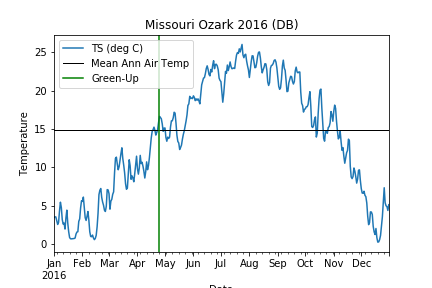 Missouri Ozark 2016 (DB)
TS (deg C)
Mean Ann Air Temp
Green-Up
Temperature
25
20
15
10
5
0
Jan Feb Mar Apr May Jun Jul Aug Sep Oct Nov Dec
2016